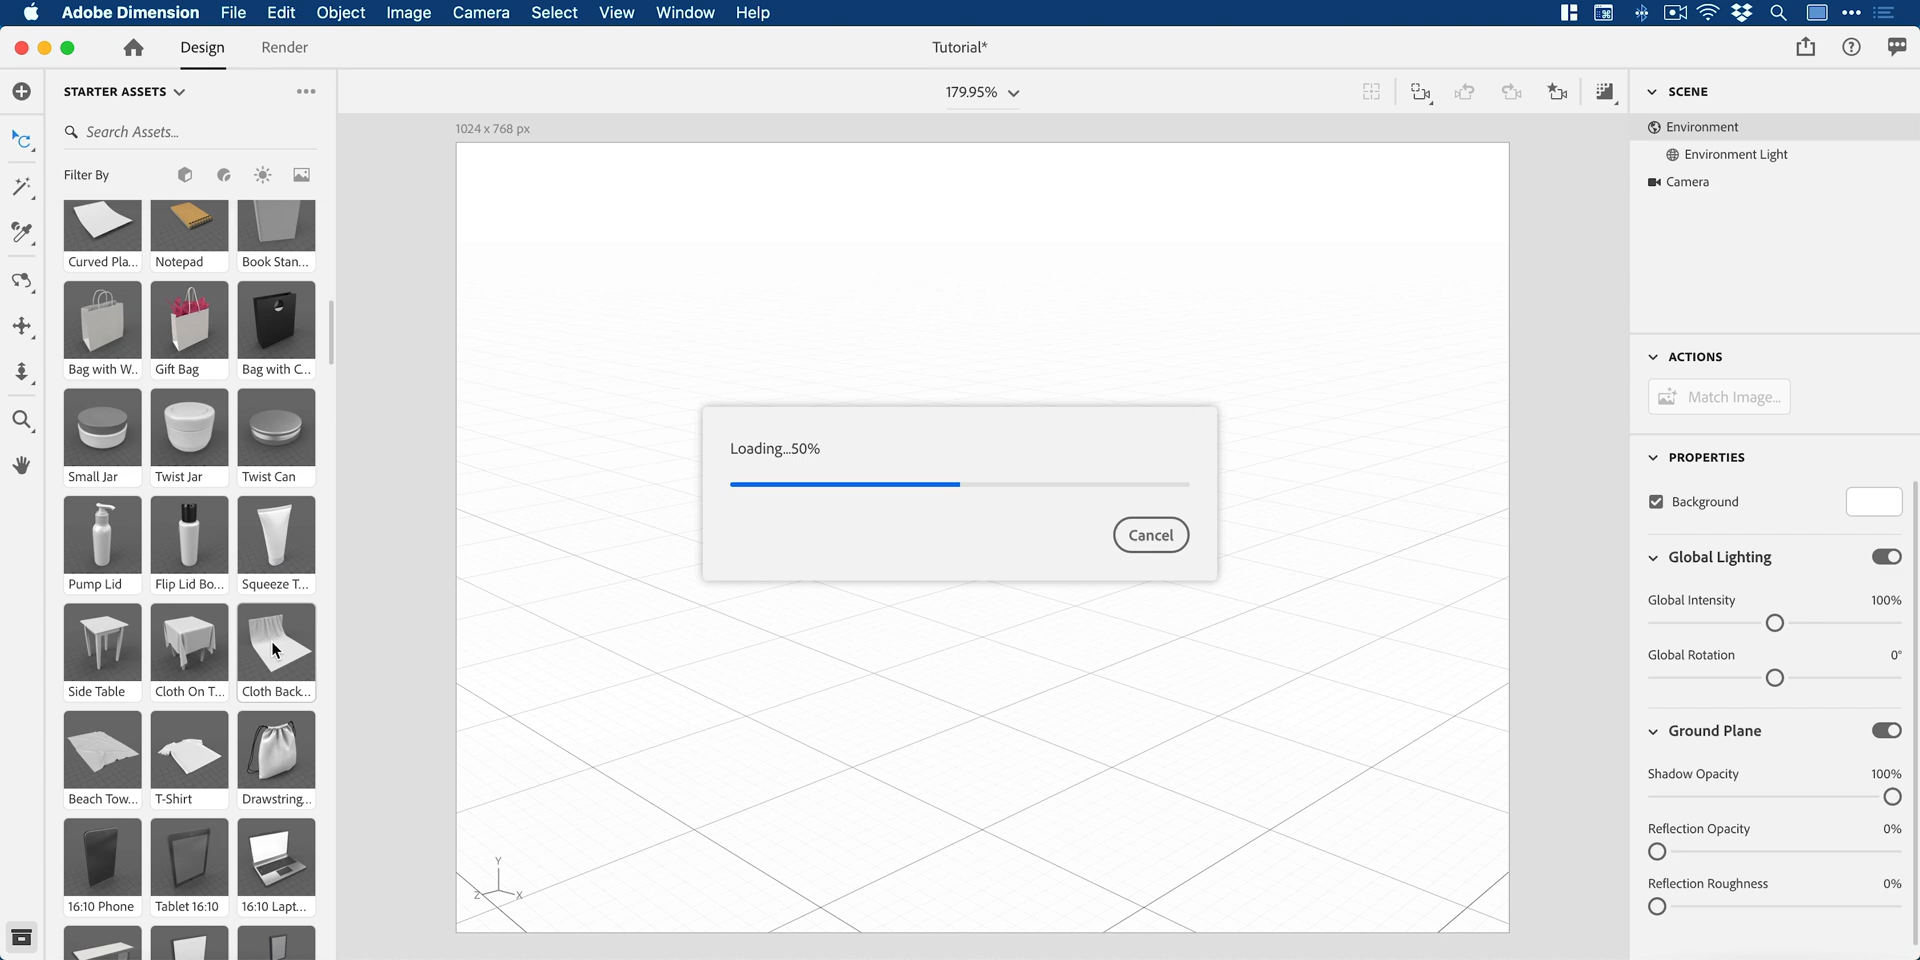 Adobe Dimension File Edit Object Image Camera Select View Window Help
Design Render Tutorial*
STARTER ASSETS
179.95%
SCENE
Search Assets...
1024 x 768 px
Environment
Environment Light
Filter By
Camera
Curved Pla... Notepad Book Stan...
Bag with W.. Gift Bag Bag with C...
ACTIONS
Match Image...
Small Jar Twist Jar Twist Can
Loading...50%
Cancel
PROPERTIES
Background
Pump Lid Flip Lid Bo... Squeeze T...
Global Lighting
Global Intensity 100%
Global Rotation 0°
Side Table Cloth On T... Cloth Back...
Ground Plane
Shadow Opacity 100%
Beach Tow... T-Shirt Drawstring...
Reflection Opacity 0%
Reflection Roughness 0%
16:10 Phone Tablet 16:10 16:10 Lapt...
Y
Z X